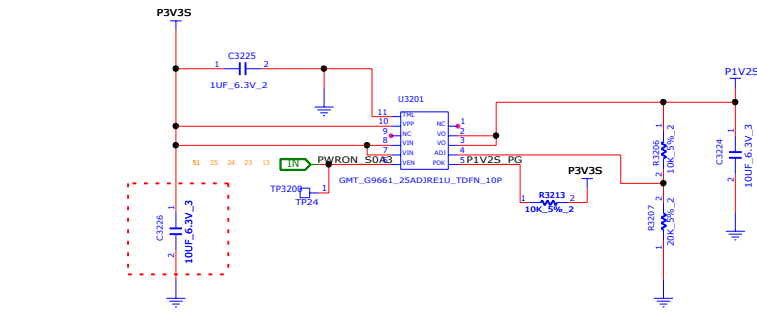 P3V3S
C3225
1 2
1UF_6.3V_2
P1V2S
U3201
11 TML
10 VPP
9 NC
8 VIN
7 VIN
6 VEN
NC 1
VO 2
VO 3
ADJ 4
POK 5
GMT_G9661_25ADJRE1U_TDFN_10P
51 25 24 23 13
IN
PWRON_S0A3
P1V2S_PG
TP3200
1
TP24
P3V3S
R3213
1 2
10K_5%_2
R3206
10K_5%_2
1
2
R3207
20K_5%_2
2
1
C3224
10UF_6.3V_3
1
2
C3226
10UF_6.3V_3
1
2